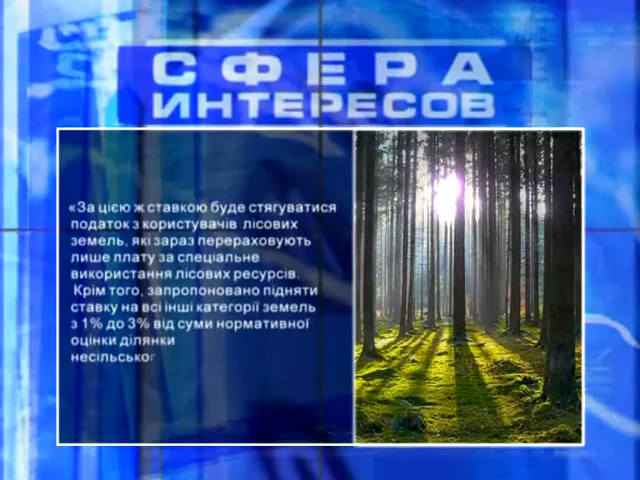 СФЕРА
ИНТЕРЕСОВ
«За цією ж ставкою буде стягуватися
податок з користувачів лісових
земель, які зараз перераховують
лише плату за спеціальне
використання лісових ресурсів.
Крім того, запропоновано підняти
ставку на всі інші категорії земель
з 1% до 3% від суми нормативної
оцінки ділянки
несільськог